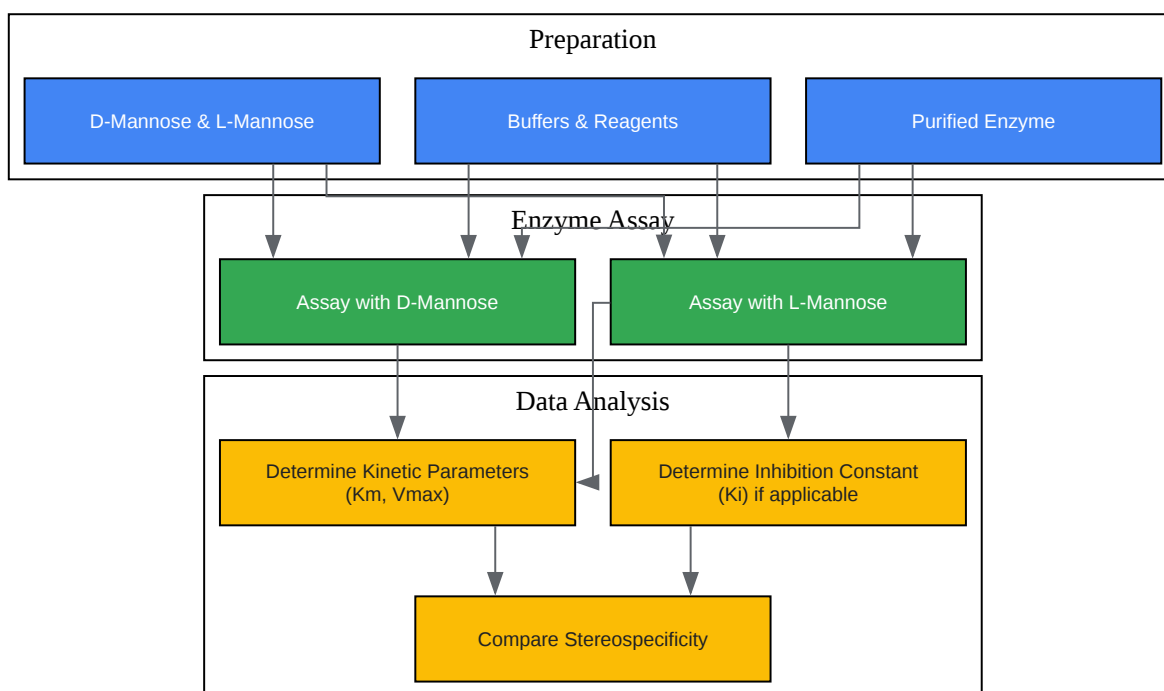 Preparation
D-Mannose & L-Mannose
Buffers & Reagents
Purified Enzyme
Enzyme Assay
Assay with D-Mannose
Assay with L-Mannose
Data Analysis
Determine Kinetic Parameters
(Km, Vmax)
Determine Inhibition Constant
(Ki) if applicable
Compare Stereospecificity